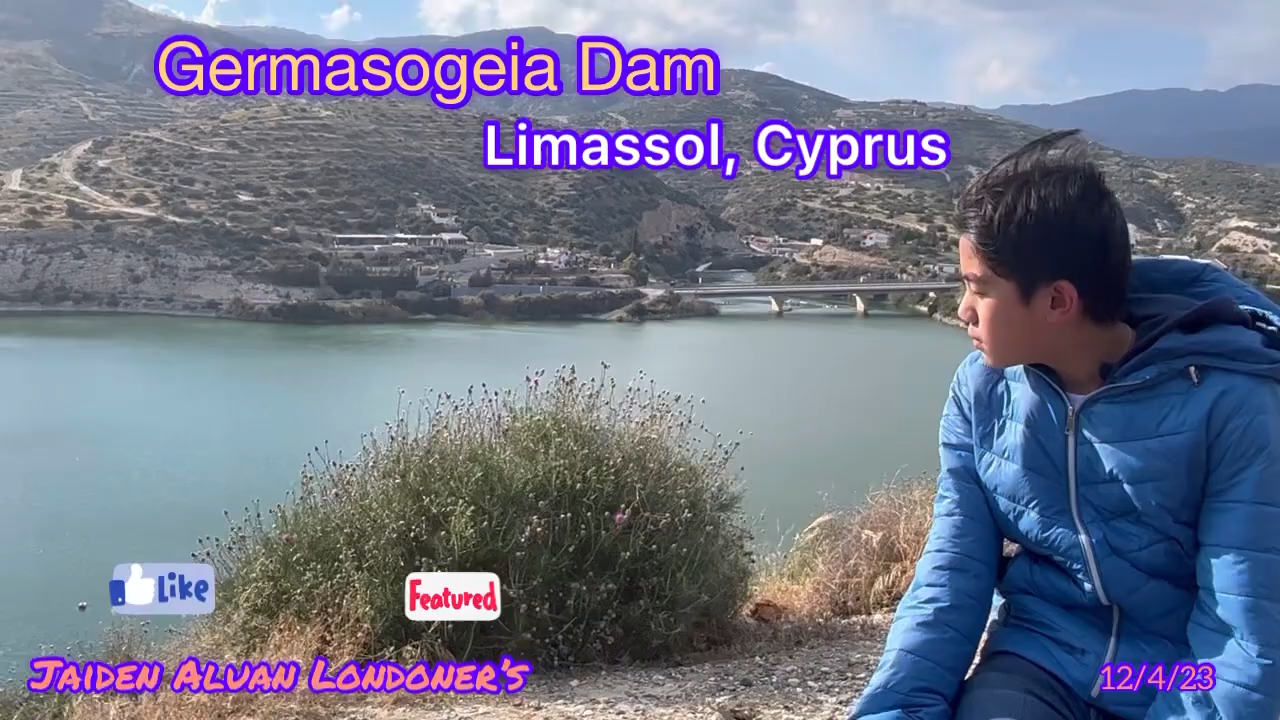 Germasogeia Dam
Limassol, Cyprus
Like
Featured
Jaiden Aluan Londoner's
12/4/23